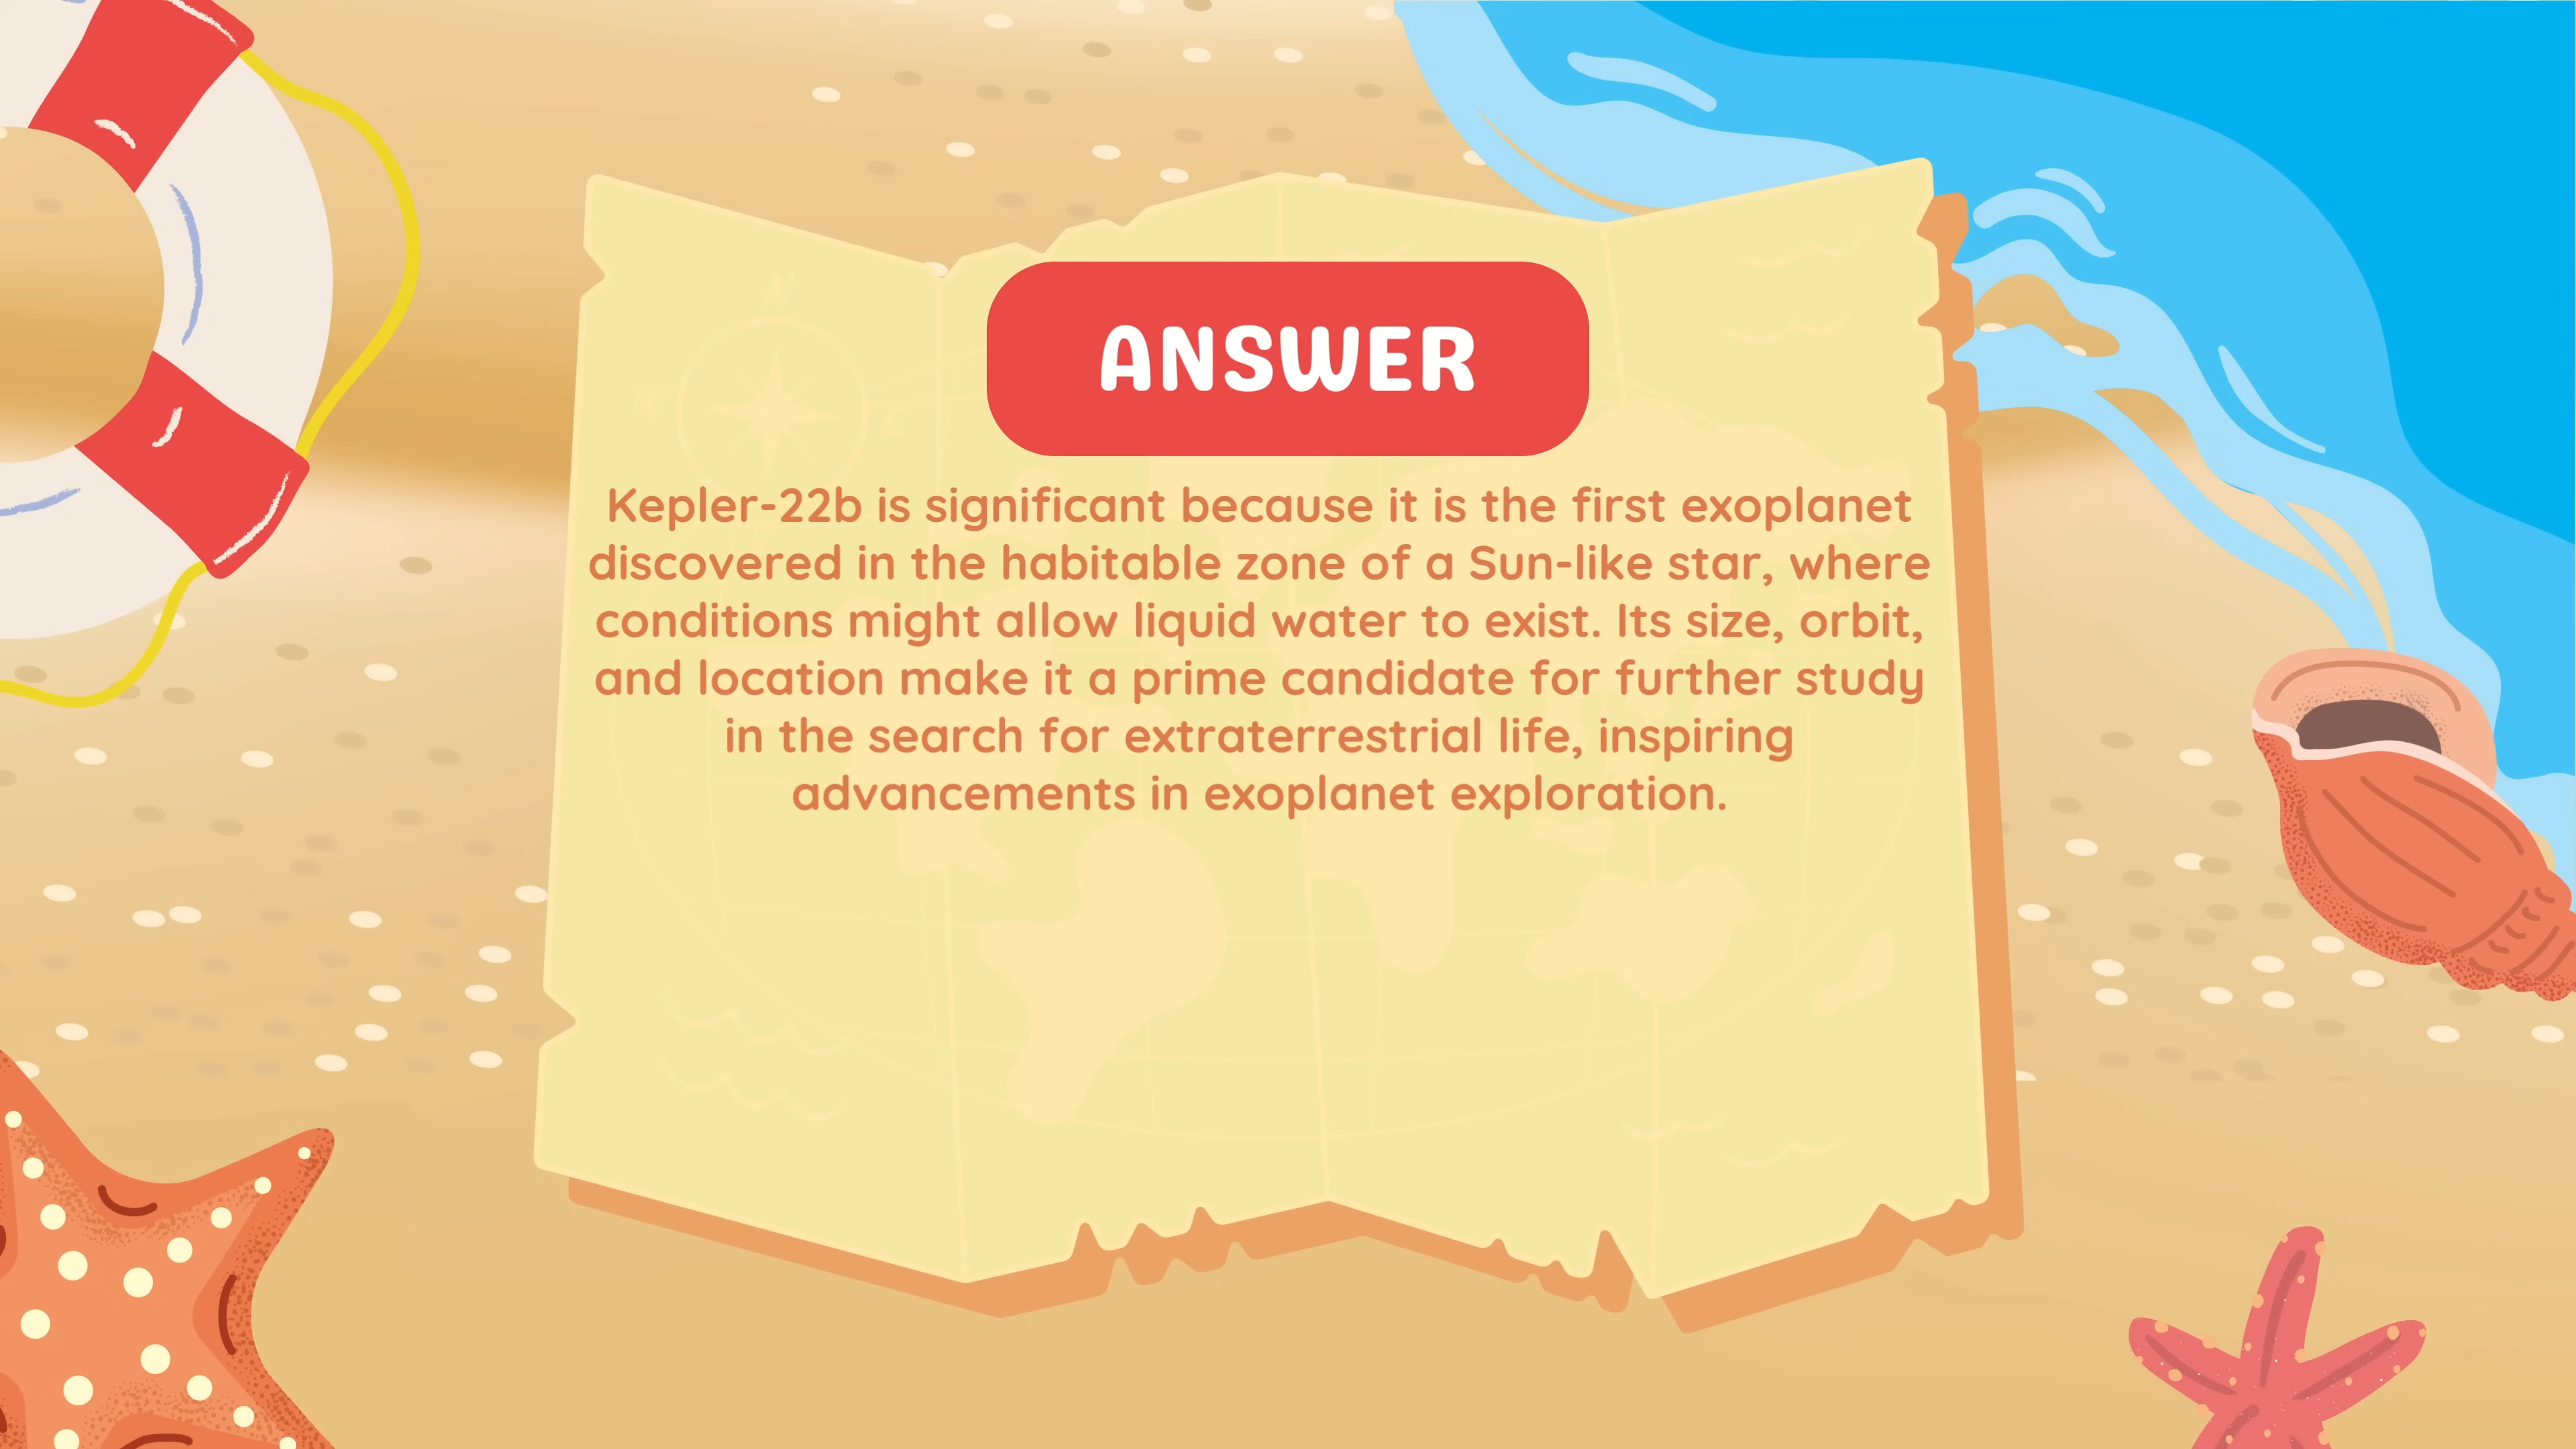 ANSWER
Kepler-22b is significant because it is the first exoplanet
discovered in the habitable zone of a Sun-like star, where
conditions might allow liquid water to exist. Its size, orbit,
and location make it a prime candidate for further study
in the search for extraterrestrial life, inspiring
advancements in exoplanet exploration.